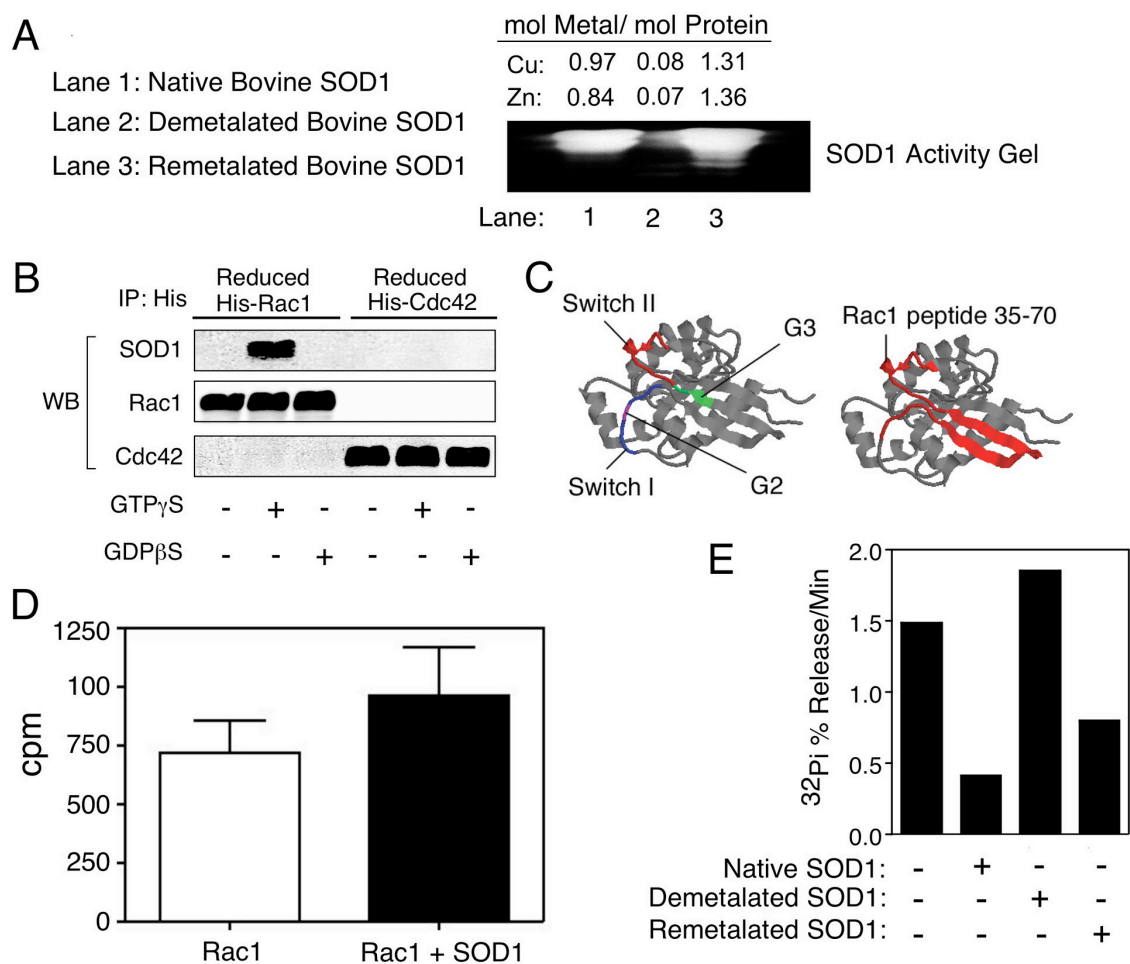 A
mol Metal/ mol Protein
Cu: 0.97 0.08 1.31
Zn: 0.84 0.07 1.36
Lane 1: Native Bovine SOD1
Lane 2: Demetalated Bovine SOD1
Lane 3: Remetalated Bovine SOD1
SOD1 Activity Gel
Lane: 1 2 3
B
IP: His
Reduced His-Rac1
Reduced His-Cdc42
WB
SOD1
Rac1
Cdc42
GTPγS - + - - + -
GDPβS - - + - - +
C
Switch II
G3
Switch I
G2
Rac1 peptide 35-70
D
cpm
1250
100
750
500
250
0
Rac1
Rac1 + SOD1
E
32Pi % Release/Min
2.0
1.5
1.0
0.5
0.0
Native SOD1: - + - -
Demetalated SOD1: - - + -
Remetalated SOD1: - - - +